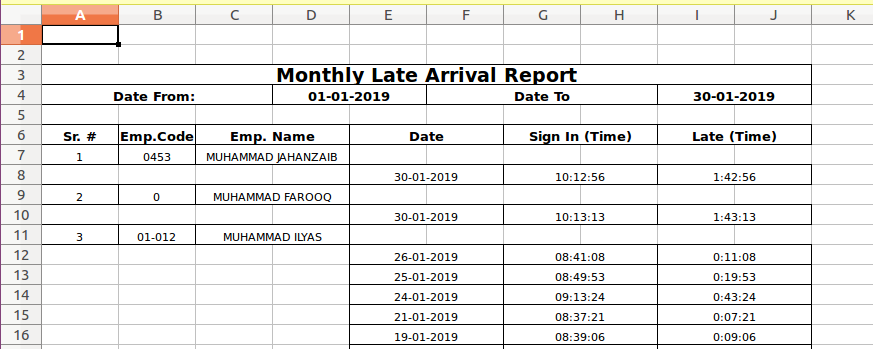 A B C D E F G H I J K
1
2
3 Monthly Late Arrival Report
4 Date From: 01-01-2019 Date To 30-01-2019
5
6 Sr. # Emp.Code Emp. Name Date Sign In (Time) Late (Time)
7 1 0453 MUHAMMAD JAHANZAIB
8 30-01-2019 10:12:56 1:42:56
9 2 0 MUHAMMAD FAROOQ
10 30-01-2019 10:13:13 1:43:13
11 3 01-012 MUHAMMAD ILYAS
12 26-01-2019 08:41:08 0:11:08
13 25-01-2019 08:49:53 0:19:53
14 24-01-2019 09:13:24 0:43:24
15 21-01-2019 08:37:21 0:07:21
16 19-01-2019 08:39:06 0:09:06